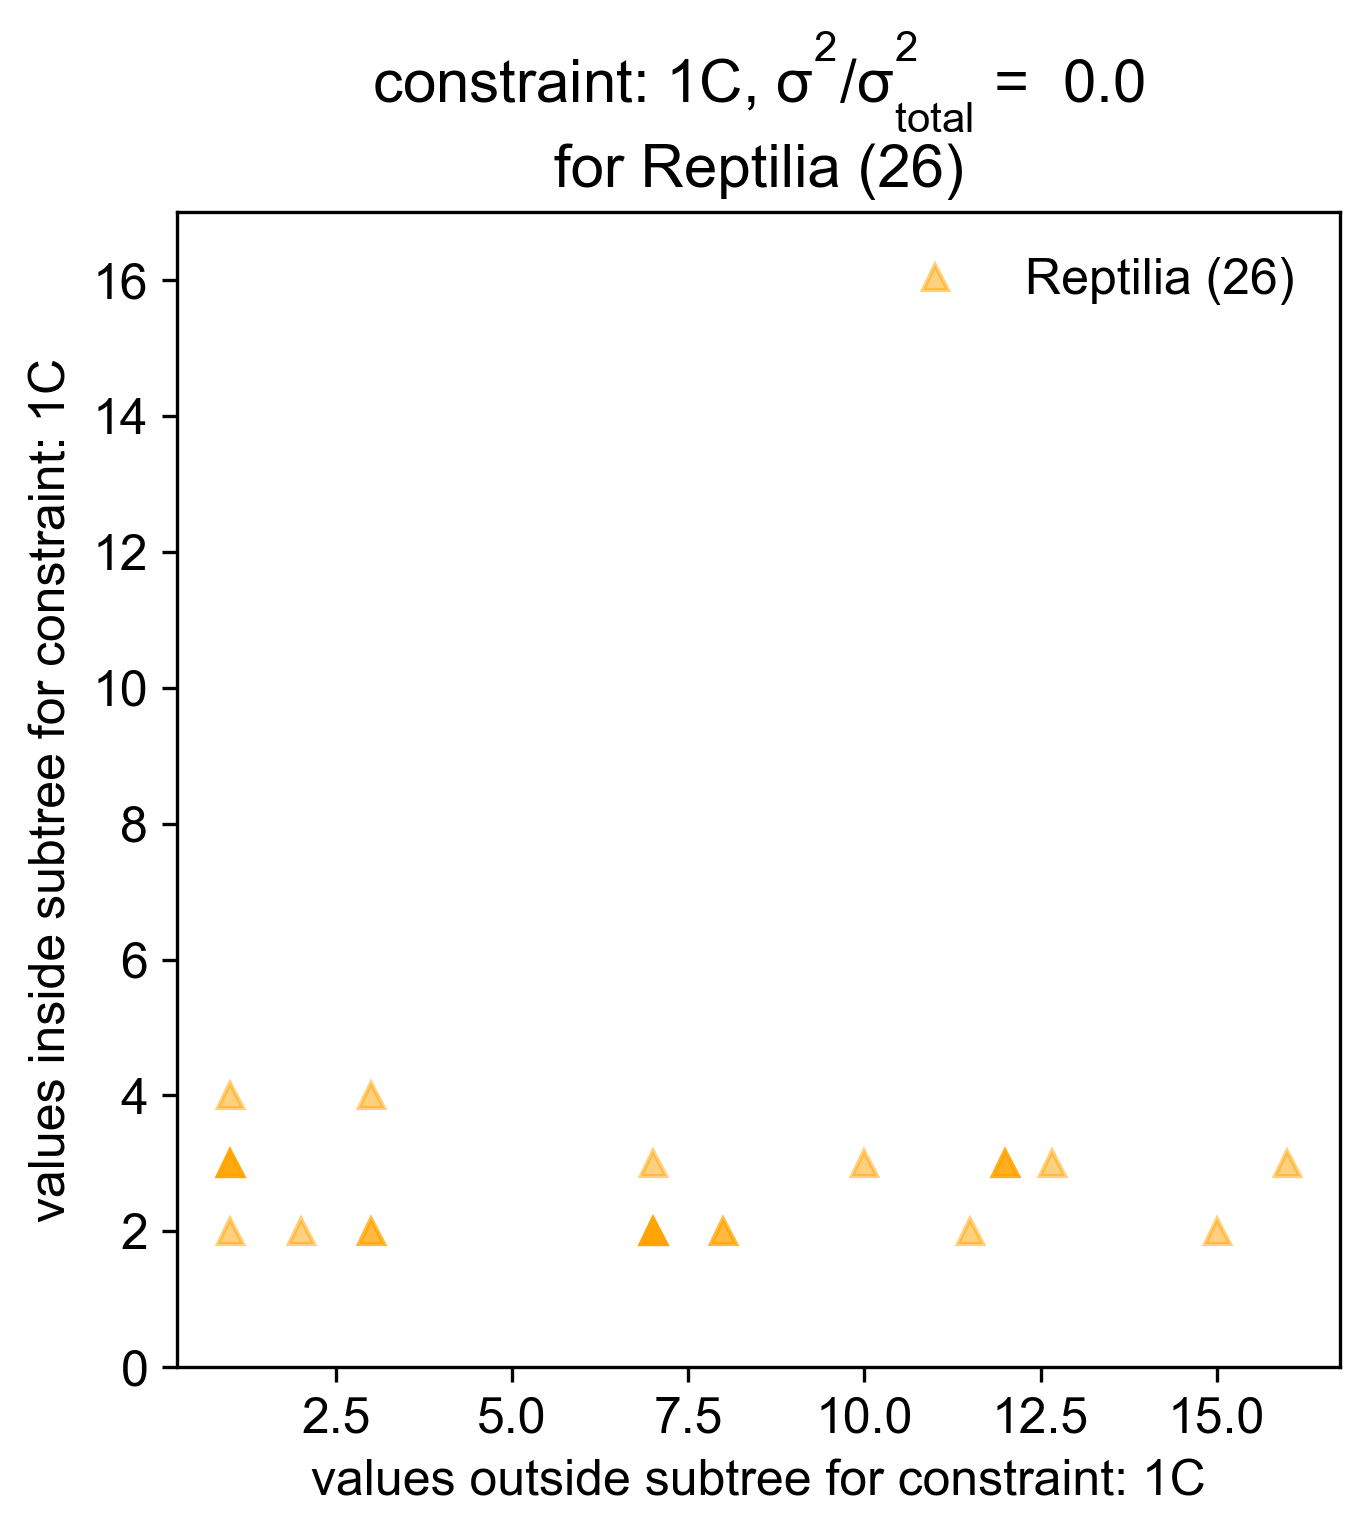 constraint: 1C, σ²/σ²total = 0.0
for Reptilia (26)
Reptilia (26)
values inside subtree for constraint: 1C
16
14
12
10
8
6
4
2
0
2.5 5.0 7.5 10.0 12.5 15.0
values outside subtree for constraint: 1C